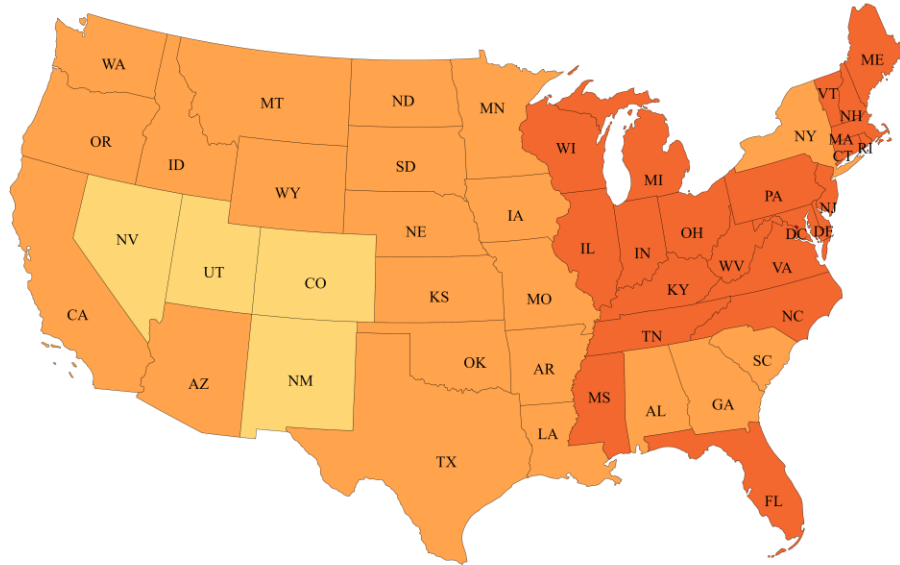 WA
MT
ND
MN
ME
VT
NH
OR
ID
WY
SD
WI
MI
NY
MA
RI
CT
NV
UT
CO
NE
IA
IL
IN
OH
PA
NJ
DC
DE
WV
VA
CA
KS
MO
KY
NC
TN
AZ
NM
OK
AR
MS
AL
GA
SC
TX
LA
FL